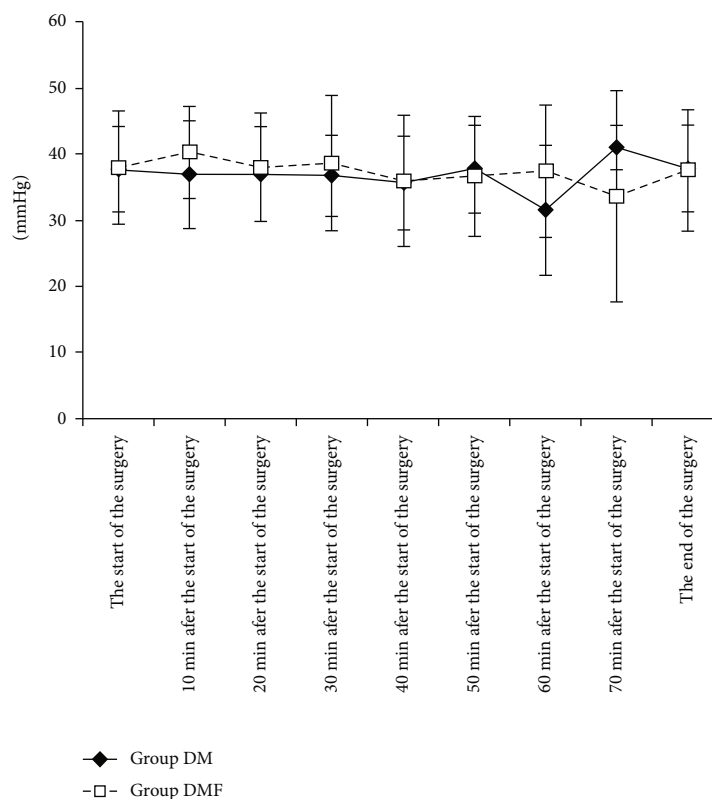 60
50
40
30
20
10
0
(mmHg)
The start of the surgery
10 min afer the start of the surgery
20 min afer the start of the surgery
30 min afer the start of the surgery
40 min afer the start of the surgery
50 min afer the start of the surgery
60 min afer the start of the surgery
70 min afer the start of the surgery
The end of the surgery
Group DM
Group DMF